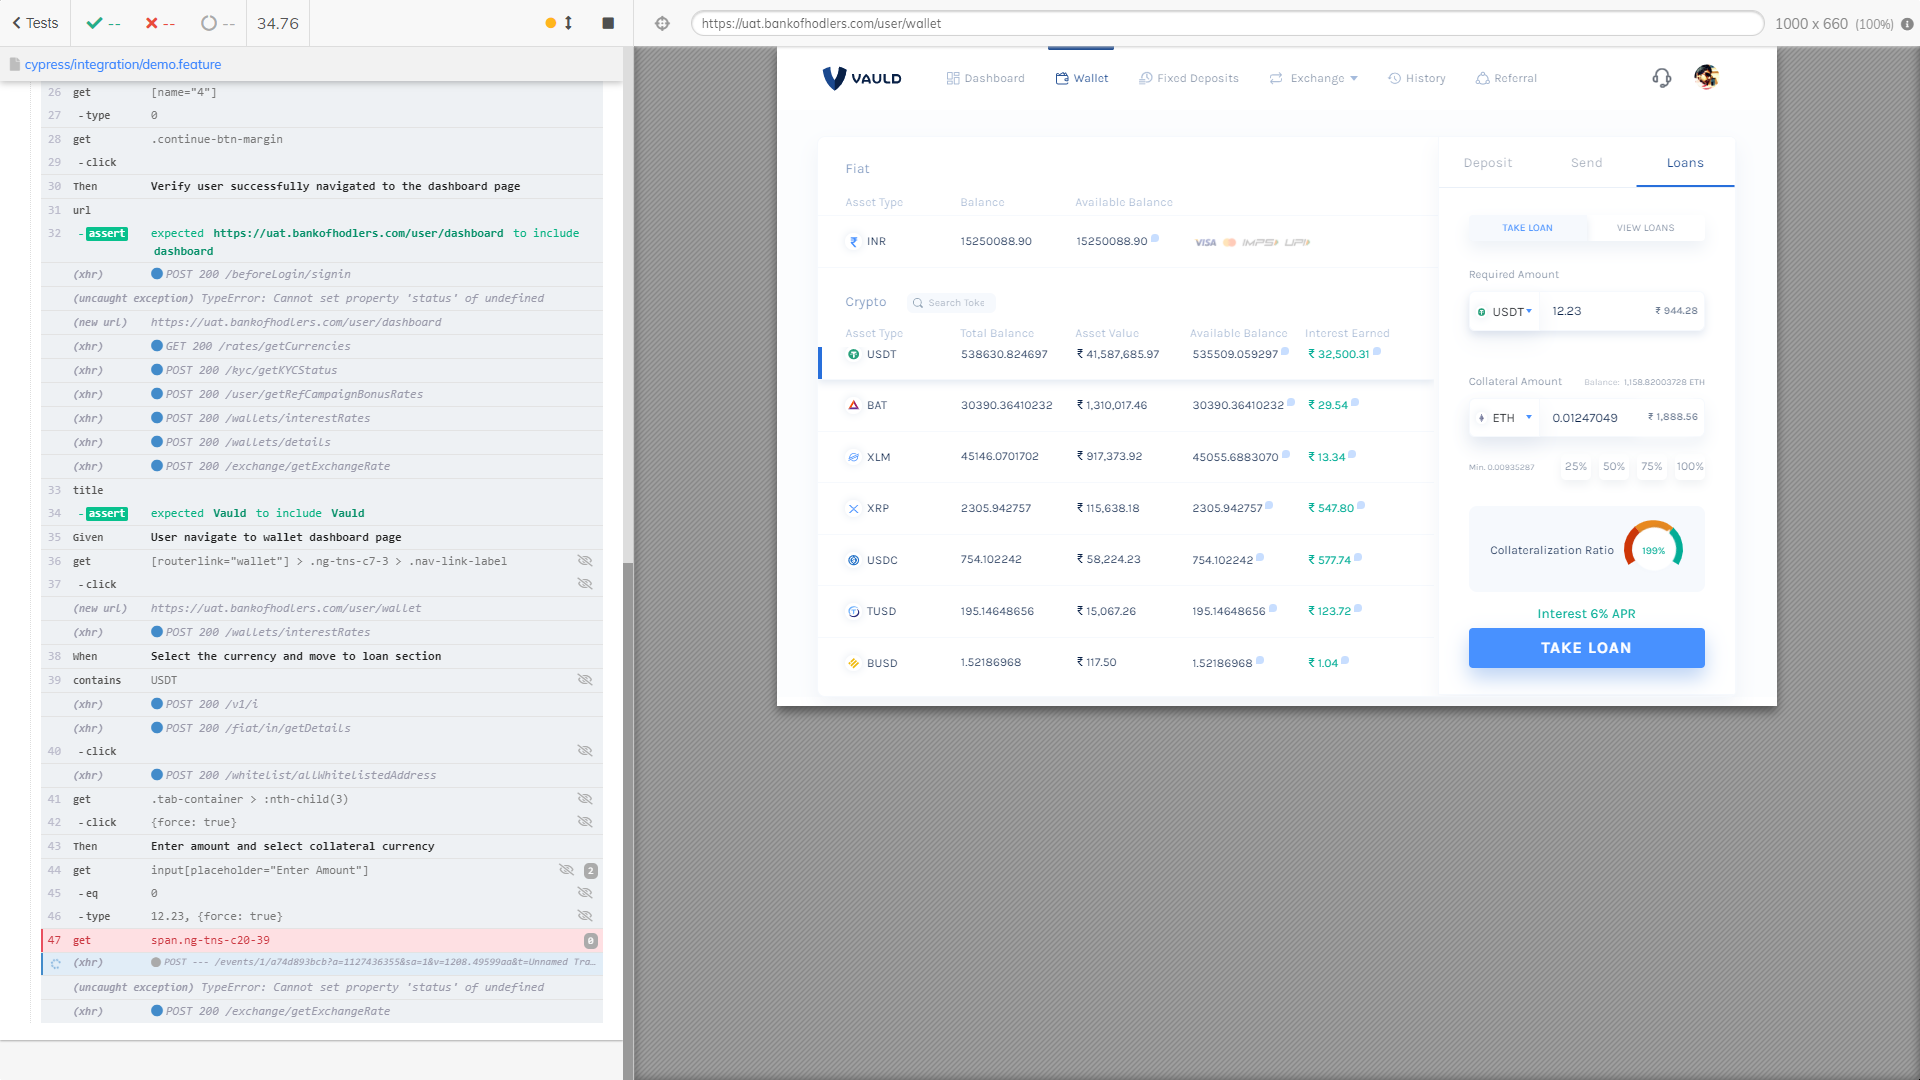 Tests
--
--
--
34.76
https://uat.bankofhodlers.com/user/wallet
1000 x 660 (100%)
cypress/integration/demo.feature
26 get [name="4"]
27 -type 0
28 get .continue-btn-margin
29 -click
30 Then Verify user successfully navigated to the dashboard page
31 url
32 -assert expected https://uat.bankofhodlers.com/user/dashboard to include
dashboard
(xhr) POST 200 /beforeLogin/signin
(uncaught exception) TypeError: Cannot set property 'status' of undefined
(new url) https://uat.bankofhodlers.com/user/dashboard
(xhr) GET 200 /rates/getCurrencies
(xhr) POST 200 /kyc/getKYCStatus
(xhr) POST 200 /user/getRefCampaignBonusRates
(xhr) POST 200 /wallets/interestRates
(xhr) POST 200 /wallets/details
(xhr) POST 200 /exchange/getExchangeRate
33 title
34 -assert expected Vauld to include Vauld
35 Given User navigate to wallet dashboard page
36 get [routerlink="wallet"] > .ng-tns-c7-3 > .nav-link-label
37 -click
(new url) https://uat.bankofhodlers.com/user/wallet
(xhr) POST 200 /wallets/interestRates
38 When Select the currency and move to loan section
39 contains USDT
(xhr) POST 200 /v1/i
(xhr) POST 200 /fiat/in/getDetails
40 -click
(xhr) POST 200 /whitelist/allWhitelistedAddress
41 get .tab-container > :nth-child(3)
42 -click {force: true}
43 Then Enter amount and select collateral currency
44 get input[placeholder="Enter Amount"] 2
45 -eq 0
46 -type 12.23, {force: true}
47 get span.ng-tns-c20-39 0
(xhr) POST --- /events/1/a74d893bcb?a=1127436355&sa=1&v=1208.49599aa&t=Unnamed Tra…
(uncaught exception) TypeError: Cannot set property 'status' of undefined
(xhr) POST 200 /exchange/getExchangeRate
VAULD
Dashboard
Wallet
Fixed Deposits
Exchange
History
Referral
Fiat
Asset Type Balance Available Balance
INR 15250088.90 15250088.90 VISA IMPS UPI
Crypto Search Toke
Asset Type Total Balance Asset Value Available Balance Interest Earned
USDT 538630.824697 ₹ 41,587,685.97 535509.059297 ₹ 32,500.31
BAT 30390.36410232 ₹ 1,310,017.46 30390.36410232 ₹ 29.54
XLM 45146.0701702 ₹ 917,373.92 45055.6883070 ₹ 13.34
XRP 2305.942757 ₹ 115,638.18 2305.942757 ₹ 547.80
USDC 754.102242 ₹ 58,224.23 754.102242 ₹ 577.74
TUSD 195.14648656 ₹ 15,067.26 195.14648656 ₹ 123.72
BUSD 1.52186968 ₹ 117.50 1.52186968 ₹ 1.04
Deposit Send Loans
TAKE LOAN VIEW LOANS
Required Amount
USDT 12.23 ₹ 944.28
Collateral Amount Balance: 1,158.82003728 ETH
ETH 0.01247049 ₹ 1,888.56
Min. 0.00935287 25% 50% 75% 100%
Collateralization Ratio 199%
Interest 6% APR
TAKE LOAN